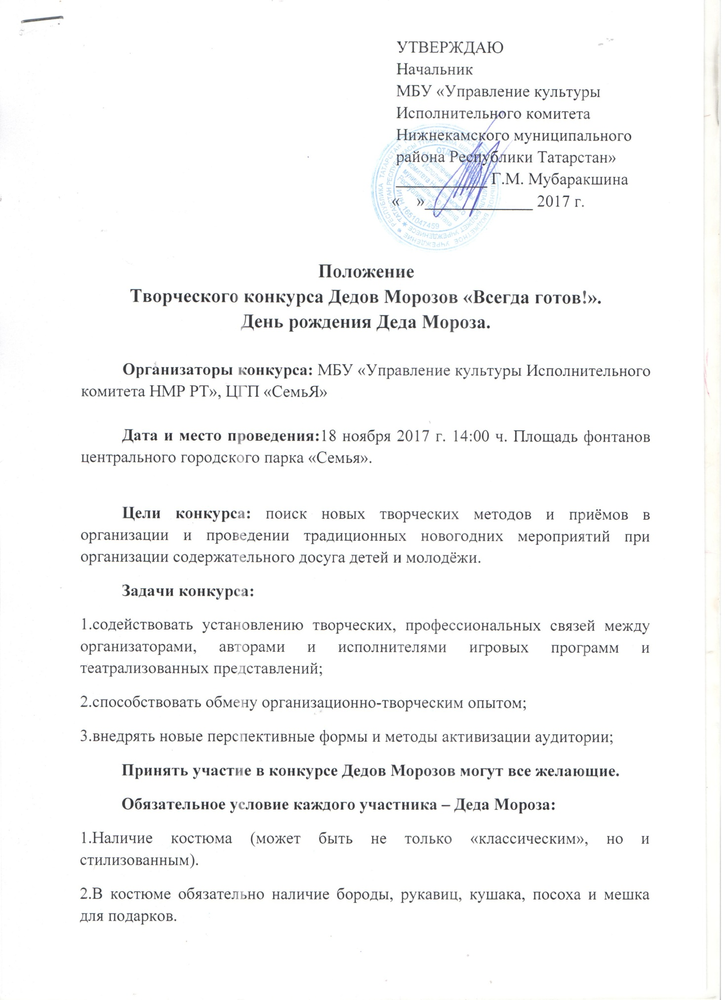 УТВЕРЖДАЮ
Начальник
МБУ «Управление культуры
Исполнительного комитета
Нижнекамского муниципального
района Республики Татарстан»
___________Г.М. Мубаракшина
«    »_____________ 2017 г.
ИНН 1651047459
Положение
Творческого конкурса Дедов Морозов «Всегда готов!».
День рождения Деда Мороза.
Организаторы конкурса: МБУ «Управление культуры Исполнительного
комитета НМР РТ», ЦГП «СемьЯ»
Дата и место проведения:18 ноября 2017 г. 14:00 ч. Площадь фонтанов
центрального городского парка «Семья».
Цели конкурса: поиск новых творческих методов и приёмов в
организации и проведении традиционных новогодних мероприятий при
организации содержательного досуга детей и молодёжи.
Задачи конкурса:
1.содействовать установлению творческих, профессиональных связей между
организаторами, авторами и исполнителями игровых программ и
театрализованных представлений;
2.способствовать обмену организационно-творческим опытом;
3.внедрять новые перспективные формы и методы активизации аудитории;
Принять участие в конкурсе Дедов Морозов могут все желающие.
Обязательное условие каждого участника – Деда Мороза:
1.Наличие костюма (может быть не только «классическим», но и
стилизованным).
2.В костюме обязательно наличие бороды, рукавиц, кушака, посоха и мешка
для подарков.